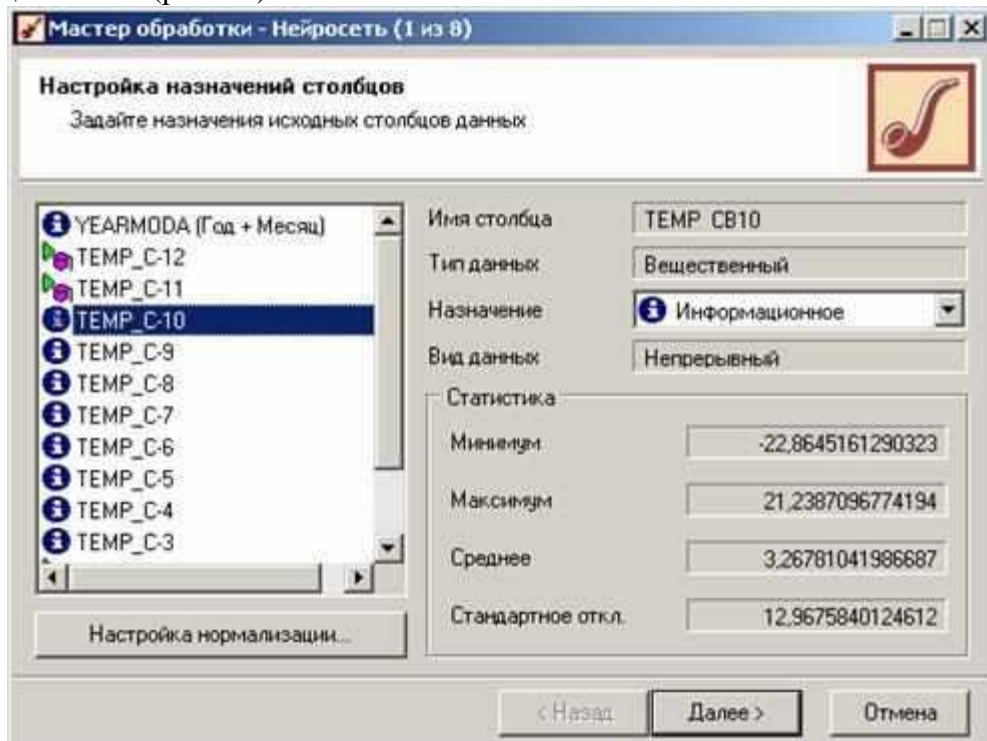 Мастер обработки - Нейросеть (1 из 8)
Настройка назначений столбцов
Задайте назначения исходных столбцов данных
YEARMODA (Год + Месяц)
TEMP_C-12
TEMP_C-11
TEMP_C-10
TEMP_C-9
TEMP_C-8
TEMP_C-7
TEMP_C-6
TEMP_C-5
TEMP_C-4
TEMP_C-3
Настройка нормализации...
Имя столбца TEMP CB10
Тип данных Вещественный
Назначение Информационное
Вид данных Непрерывный
Статистика
Минимум -22,8645161290323
Максимум 21,2387096774194
Среднее 3,26781041986687
Стандартное откл. 12,9675840124612
< Назад Далее > Отмена